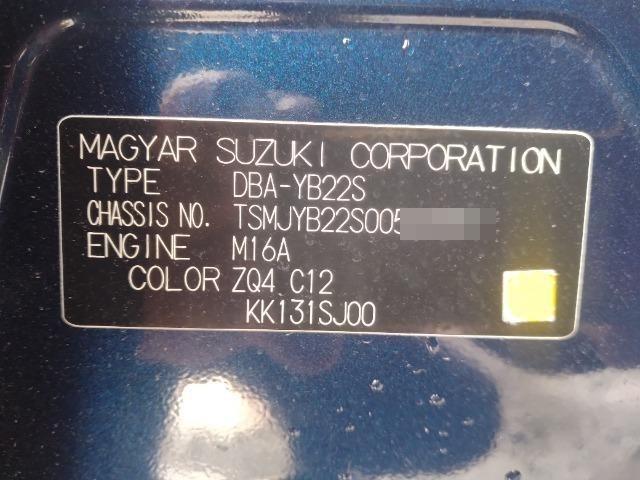 MAGYAR SUZUKI CORPORATION
TYPE DBA-YB22S
CHASSIS NO. TSMJYB22S005
ENGINE M16A
COLOR ZQ4 C12
KK131SJ00